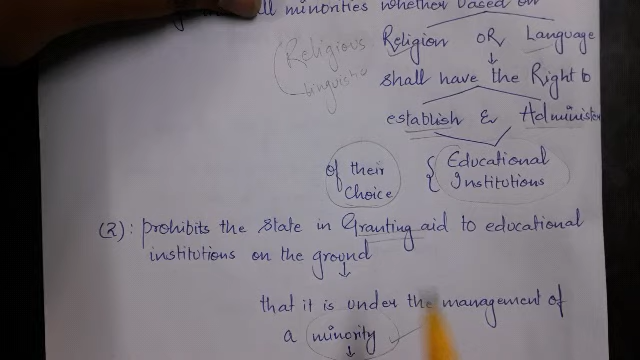 all minorities whether based on
Religion OR Language
(Religious
linguistic
shall have the Right to
establish & Administer
of their
Choice
{ Educational
Institutions
(2): prohibits the State in Granting aid to educational
institutions on the ground
that it is under the management of
a minority